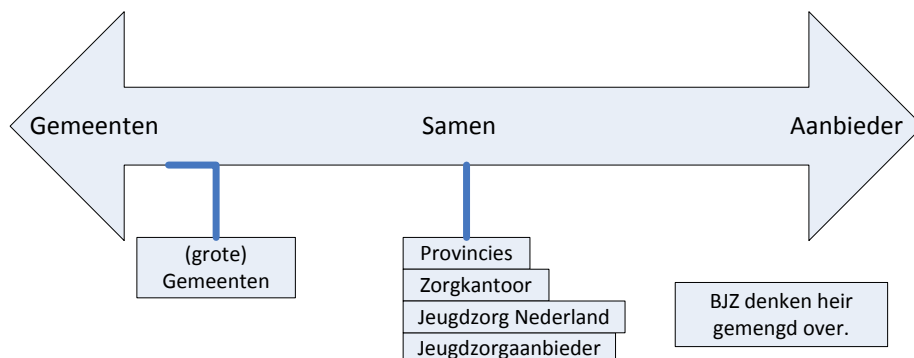 Gemeenten Samen Aanbieder
(grote)
Gemeenten
Provincies
Zorgkantoor
Jeugdzorg Nederland
Jeugdzorgaanbieder
BJZ denken heir
gemengd over.